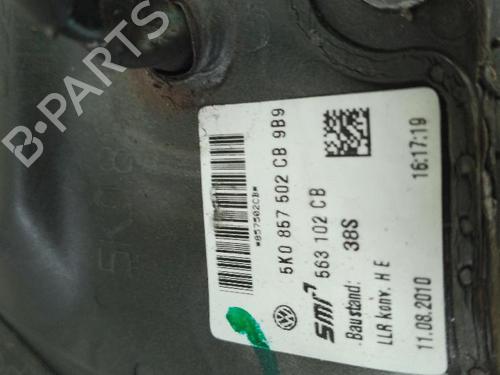 *857502CB*
5K0 857 502 CB 9B9
smr 563 102 CB
Baustand: 38S
LLR konv. H E
11.08.2010 16:17:19
B-PARTS